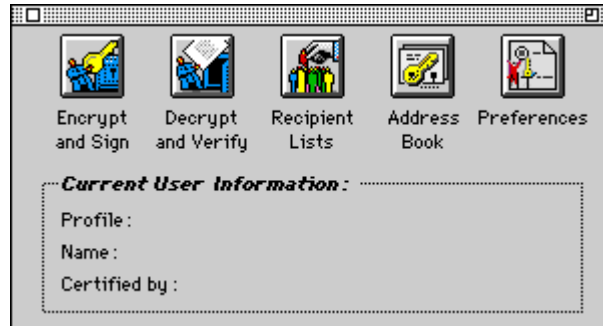 Encrypt and Sign
Decrypt and Verify
Recipient Lists
Address Book
Preferences
Current User Information:
Profile:
Name:
Certified by: